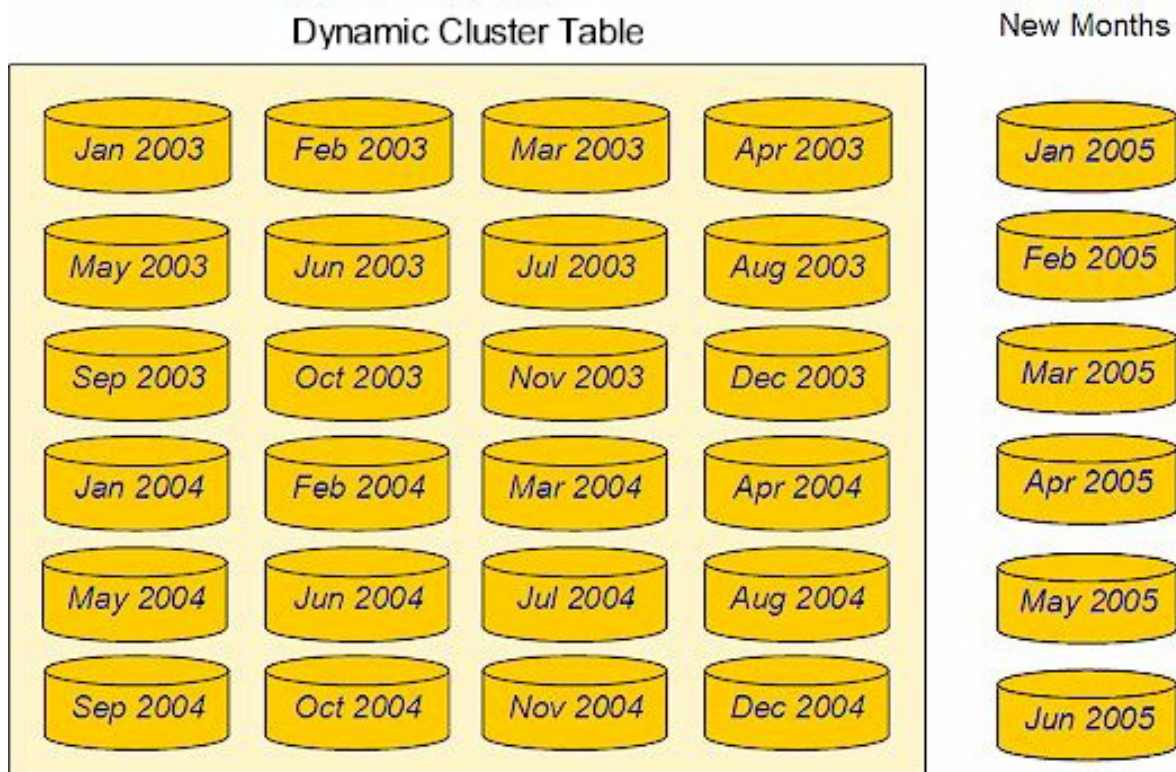 Dynamic Cluster Table
New Months
Jan 2003 Feb 2003 Mar 2003 Apr 2003
May 2003 Jun 2003 Jul 2003 Aug 2003
Sep 2003 Oct 2003 Nov 2003 Dec 2003
Jan 2004 Feb 2004 Mar 2004 Apr 2004
May 2004 Jun 2004 Jul 2004 Aug 2004
Sep 2004 Oct 2004 Nov 2004 Dec 2004
Jan 2005
Feb 2005
Mar 2005
Apr 2005
May 2005
Jun 2005